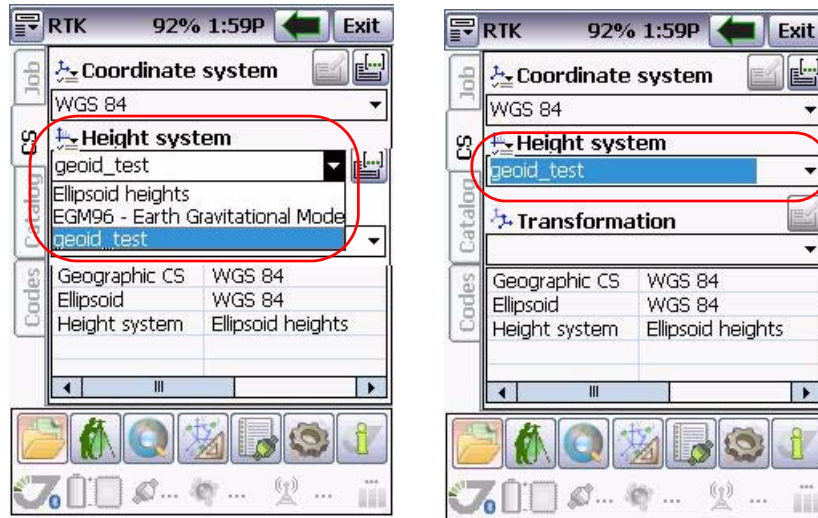 RTK 92% 1:59P Exit
Job
CS
Catalog
Codes
Coordinate system
WGS 84
Height system
geoid_test
Ellipsoid heights
EGM96 - Earth Gravitational Mode
geoid_test
Geographic CS WGS 84
Ellipsoid WGS 84
Height system Ellipsoid heights
RTK 92% 1:59P Exit
Job
CS
Catalog
Codes
Coordinate system
WGS 84
Height system
geoid_test
Transformation
Geographic CS WGS 84
Ellipsoid WGS 84
Height system Ellipsoid heights